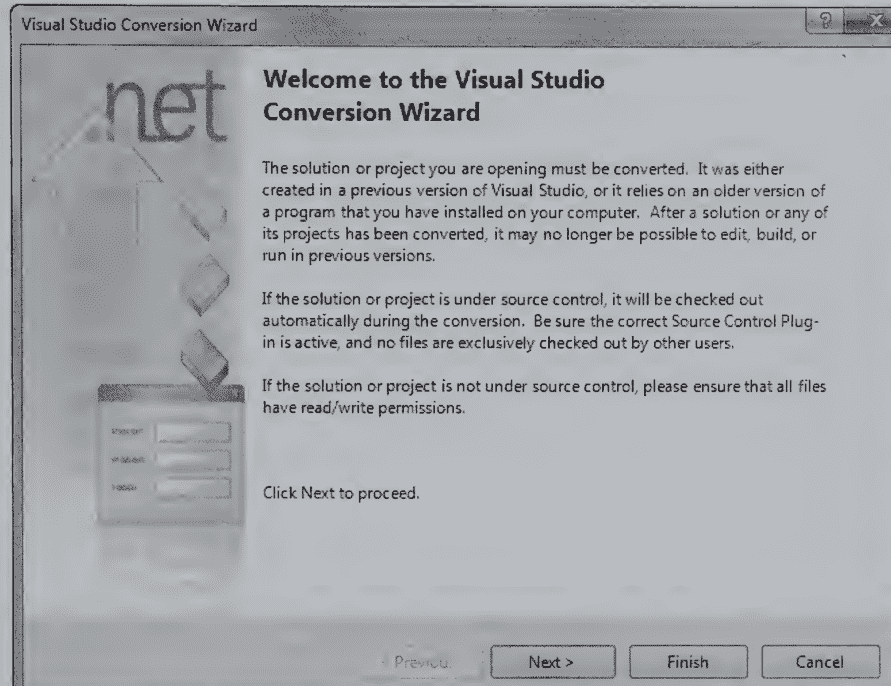 Visual Studio Conversion Wizard
.net
Welcome to the Visual Studio
Conversion Wizard
The solution or project you are opening must be converted. It was either
created in a previous version of Visual Studio, or it relies on an older version of
a program that you have installed on your computer. After a solution or any of
its projects has been converted, it may no longer be possible to edit, build, or
run in previous versions.
If the solution or project is under source control, it will be checked out
automatically during the conversion. Be sure the correct Source Control Plug-
in is active, and no files are exclusively checked out by other users.
If the solution or project is not under source control, please ensure that all files
have read/write permissions.
Click Next to proceed.
Next >
Finish
Cancel